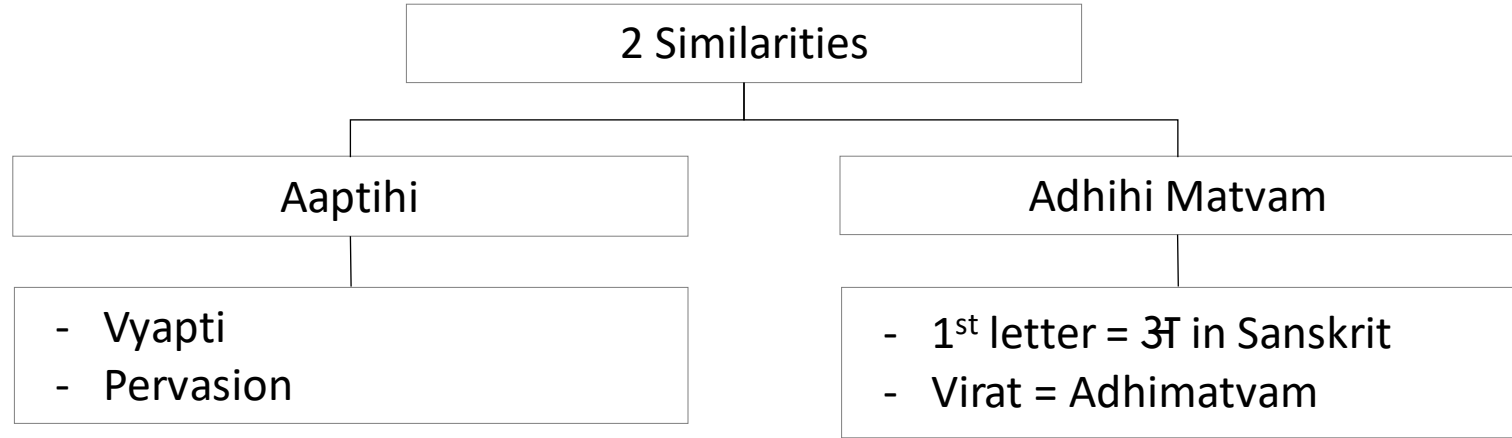 2 Similarities
Aaptihi
Adhihi Matvam
- Vyapti
- Pervasion
- 1st letter = अ in Sanskrit
- Virat = Adhimatvam